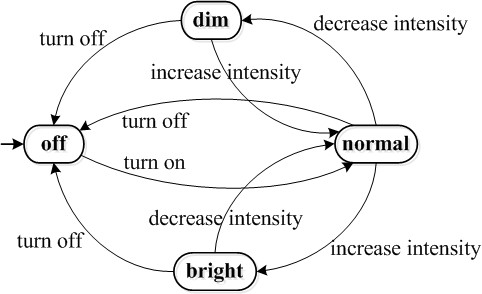 dim
decrease intensity
turn off
increase intensity
turn off
off
normal
turn on
decrease intensity
turn off
increase intensity
bright